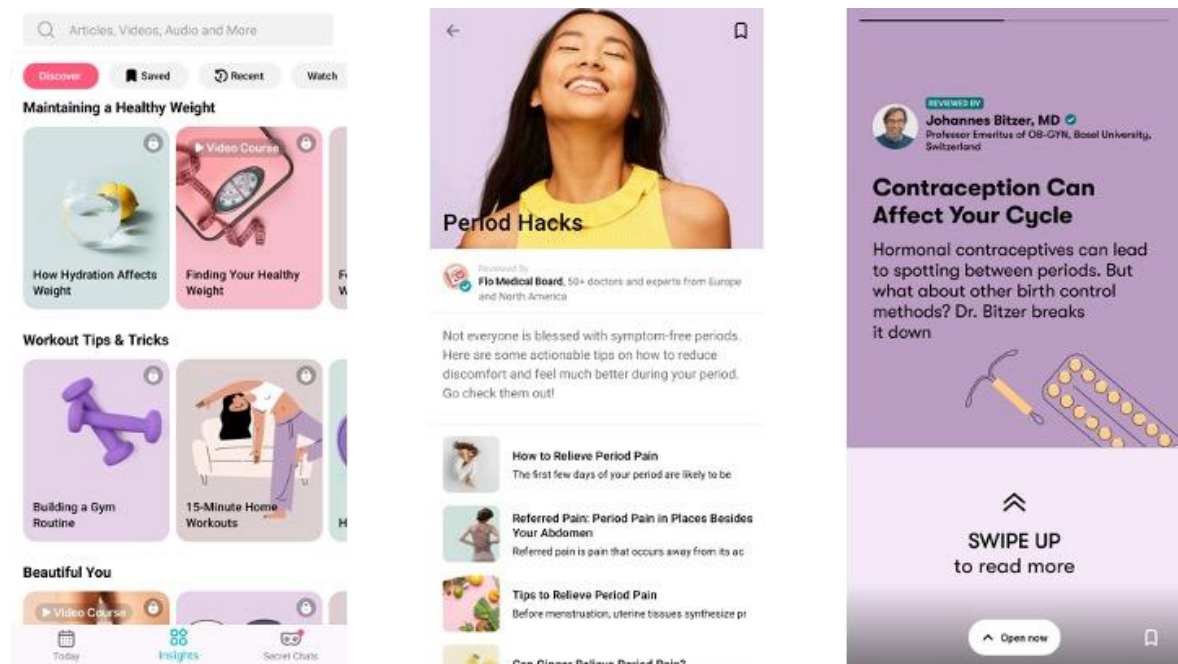 Articles, Videos, Audio and More
Discover
Saved
Recent
Watch
Maintaining a Healthy Weight
Video Course
How Hydration Affects
Weight
Finding Your Healthy
Weight
F
W
Workout Tips & Tricks
Building a Gym
Routine
15-Minute Home
Workouts
H
Beautiful You
Video Course
Today
Insights
Secret Chats
Period Hacks
Reviewed By
Flo Medical Board, 50+ doctors and experts from Europe
and North America
Not everyone is blessed with symptom-free periods.
Here are some actionable tips on how to reduce
discomfort and feel much better during your period.
Go check them out!
How to Relieve Period Pain
The first few days of your period are likely to be
Referred Pain: Period Pain in Places Besides
Your Abdomen
Referred pain is pain that occurs away from its ac
Tips to Relieve Period Pain
Before menstruation, uterine tissues synthesize pr
Can Ginger Relieve Period Pain?
REVIEWED BY
Johannes Bitzer, MD
Professor Emeritus of OB-GYN, Basel University,
Switzerland
Contraception Can
Affect Your Cycle
Hormonal contraceptives can lead
to spotting between periods. But
what about other birth control
methods? Dr. Bitzer breaks
it down
SWIPE UP
to read more
Open now